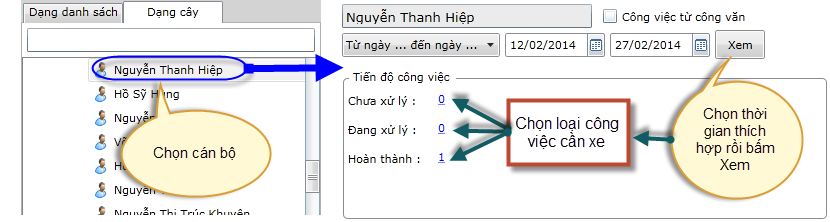 Dạng danh sách
Dạng cây
Nguyễn Thanh Hiệp
Hồ Sỹ
Nguyễn
Chọn cán bộ
Nguyễn
Nguyễn Thị Trúc Khuyên
Nguyễn Thanh Hiệp
Công việc từ công văn
Từ ngày ... đến ngày ...
12/02/2014
27/02/2014
Xem
Tiến độ công việc
Chưa xử lý : 0
Đang xử lý : 0
Hoàn thành : 1
Chọn loại công
việc cần xe
Chọn thời
gian thích
hợp rồi bấm
Xem